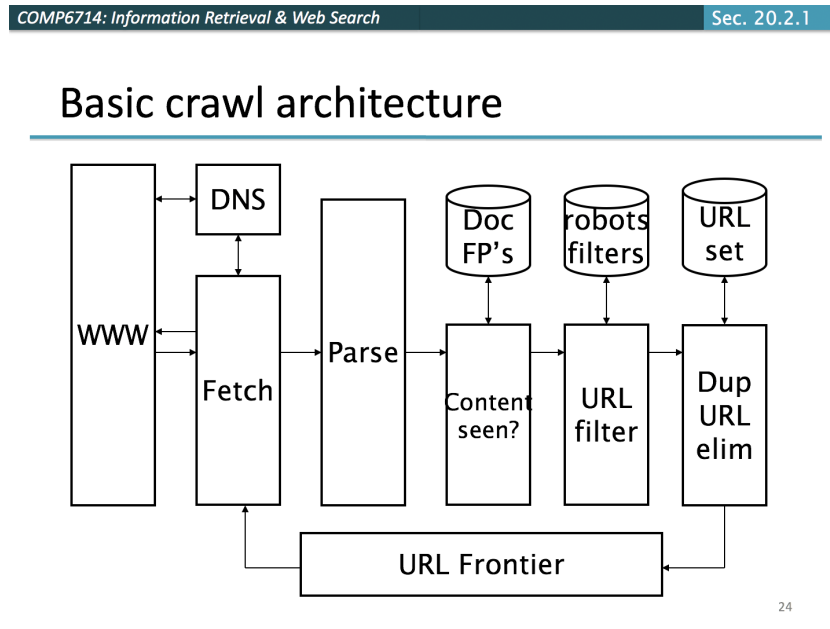 COMP6714: Information Retrieval & Web Search
Sec. 20.2.1
Basic crawl architecture
WWW
DNS
Fetch
Parse
Doc
FP's
Content
seen?
robots
filters
URL
filter
URL
set
Dup
URL
elim
URL Frontier
24